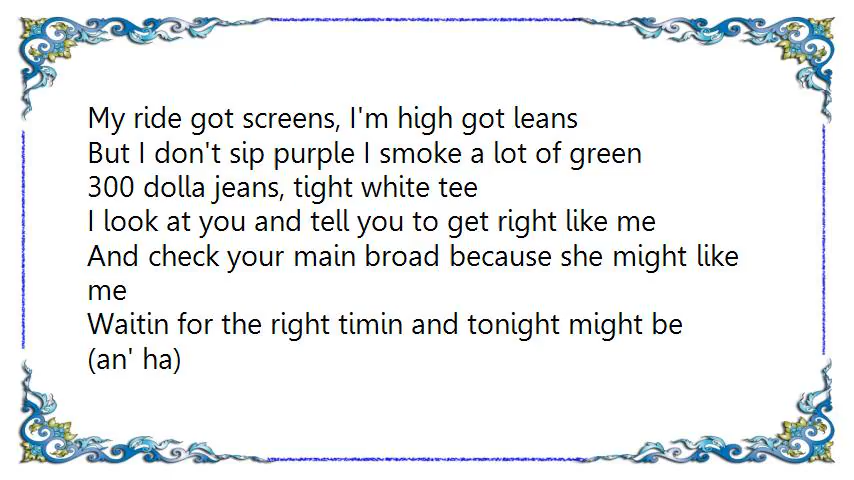 My ride got screens, I'm high got leans
But I don't sip purple I smoke a lot of green
300 dolla jeans, tight white tee
I look at you and tell you to get right like me
And check your main broad because she might like
me
Waitin for the right timin and tonight might be
(an' ha)